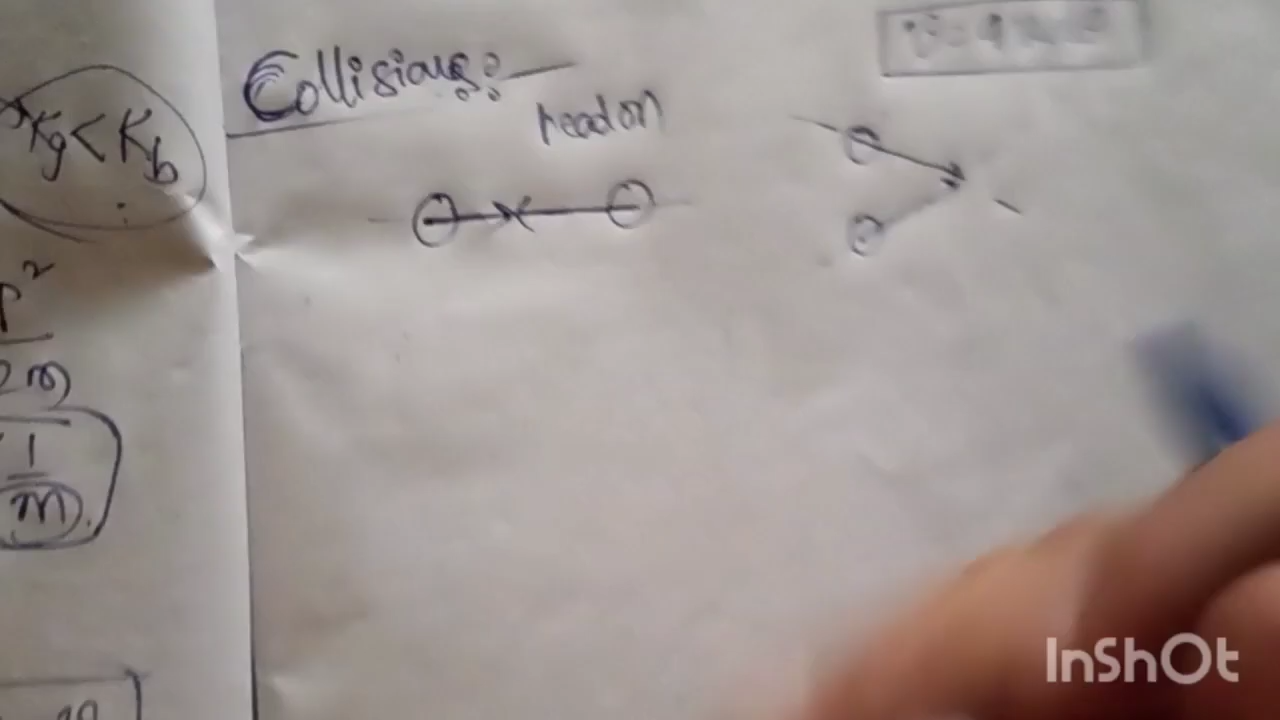 Collisions:-
head on
Kg < Kb
P²
2m
1
m
InShOt